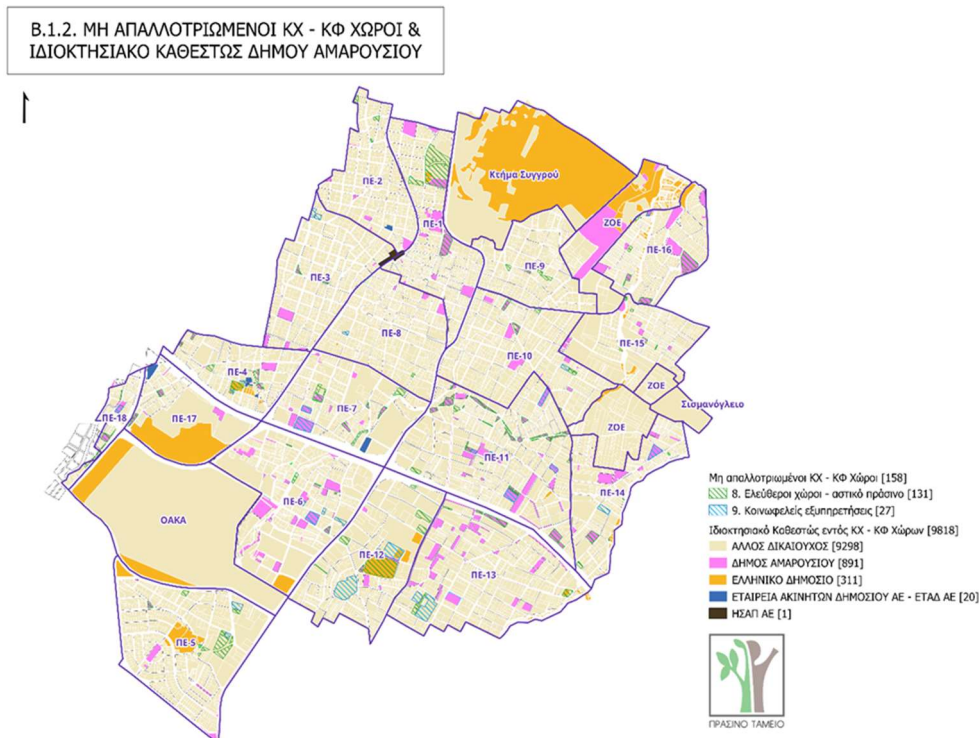 Β.1.2. ΜΗ ΑΠΑΛΛΟΤΡΙΩΜΕΝΟΙ ΚΧ - ΚΦ ΧΩΡΟΙ &
ΙΔΙΟΚΤΗΣΙΑΚΟ ΚΑΘΕΣΤΩΣ ΔΗΜΟΥ ΑΜΑΡΟΥΣΙΟΥ
Κτήμα Συγγρού
ΠΕ-2
ΠΕ-1
ΖΟΕ
ΠΕ-16
ΠΕ-9
ΠΕ-3
ΠΕ-8
ΠΕ-15
ΠΕ-10
ΠΕ-4
ΖΟΕ
Σισμανόγλειο
ΠΕ-7
ΠΕ-18
ΠΕ-17
ΖΟΕ
ΠΕ-11
ΠΕ-14
ΠΕ-6
ΟΑΚΑ
ΠΕ-12
ΠΕ-13
ΠΕ-5
Μη απαλλοτριωμένοι ΚΧ - ΚΦ Χώροι [158]
8. Ελεύθεροι χώροι - αστικό πράσινο [131]
9. Κοινωφελείς εξυπηρετήσεις [27]
Ιδιοκτησιακό Καθεστώς εντός ΚΧ - ΚΦ Χώρων [9818]
ΑΛΛΟΣ ΔΙΚΑΙΟΥΧΟΣ [9298]
ΔΗΜΟΣ ΑΜΑΡΟΥΣΙΟΥ [891]
ΕΛΛΗΝΙΚΟ ΔΗΜΟΣΙΟ [311]
ΕΤΑΙΡΕΙΑ ΑΚΙΝΗΤΩΝ ΔΗΜΟΣΙΟΥ ΑΕ - ΕΤΑΔ ΑΕ [20]
ΗΣΑΠ ΑΕ [1]
ΠΡΑΣΙΝΟ ΤΑΜΕΙΟ